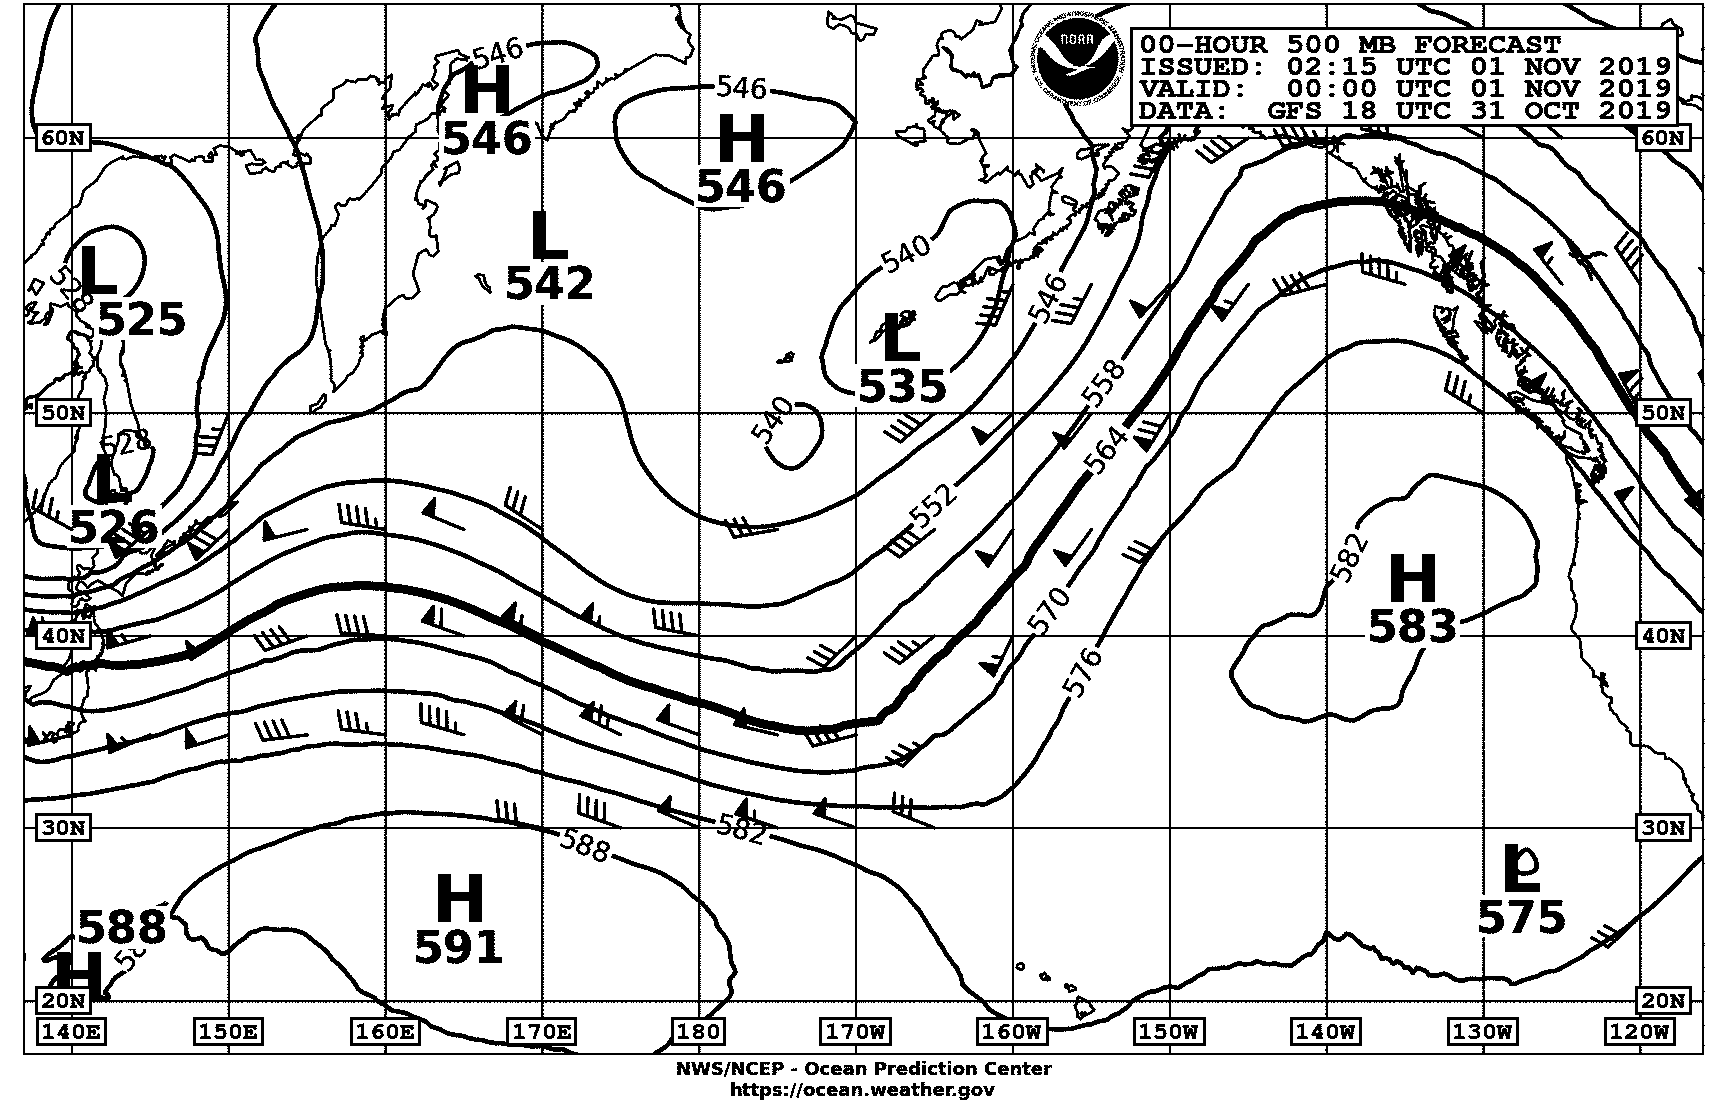 NOAA
00-HOUR 500 MB FORECAST
ISSUED: 02:15 UTC 01 NOV 2019
VALID: 00:00 UTC 01 NOV 2019
DATA: GFS 18 UTC 31 OCT 2019
546
H
546
546
H
546
60N
60N
L
542
540
L
525
528
546
L
535
558
540
50N
50N
528
L
526
564
552
582
H
583
570
40N
40N
576
30N
582
30N
588
L
575
H
591
588
H
20N
20N
140E 150E 160E 170E 180 170W 160W 150W 140W 130W 120W
NWS/NCEP - Ocean Prediction Center
https://ocean.weather.gov